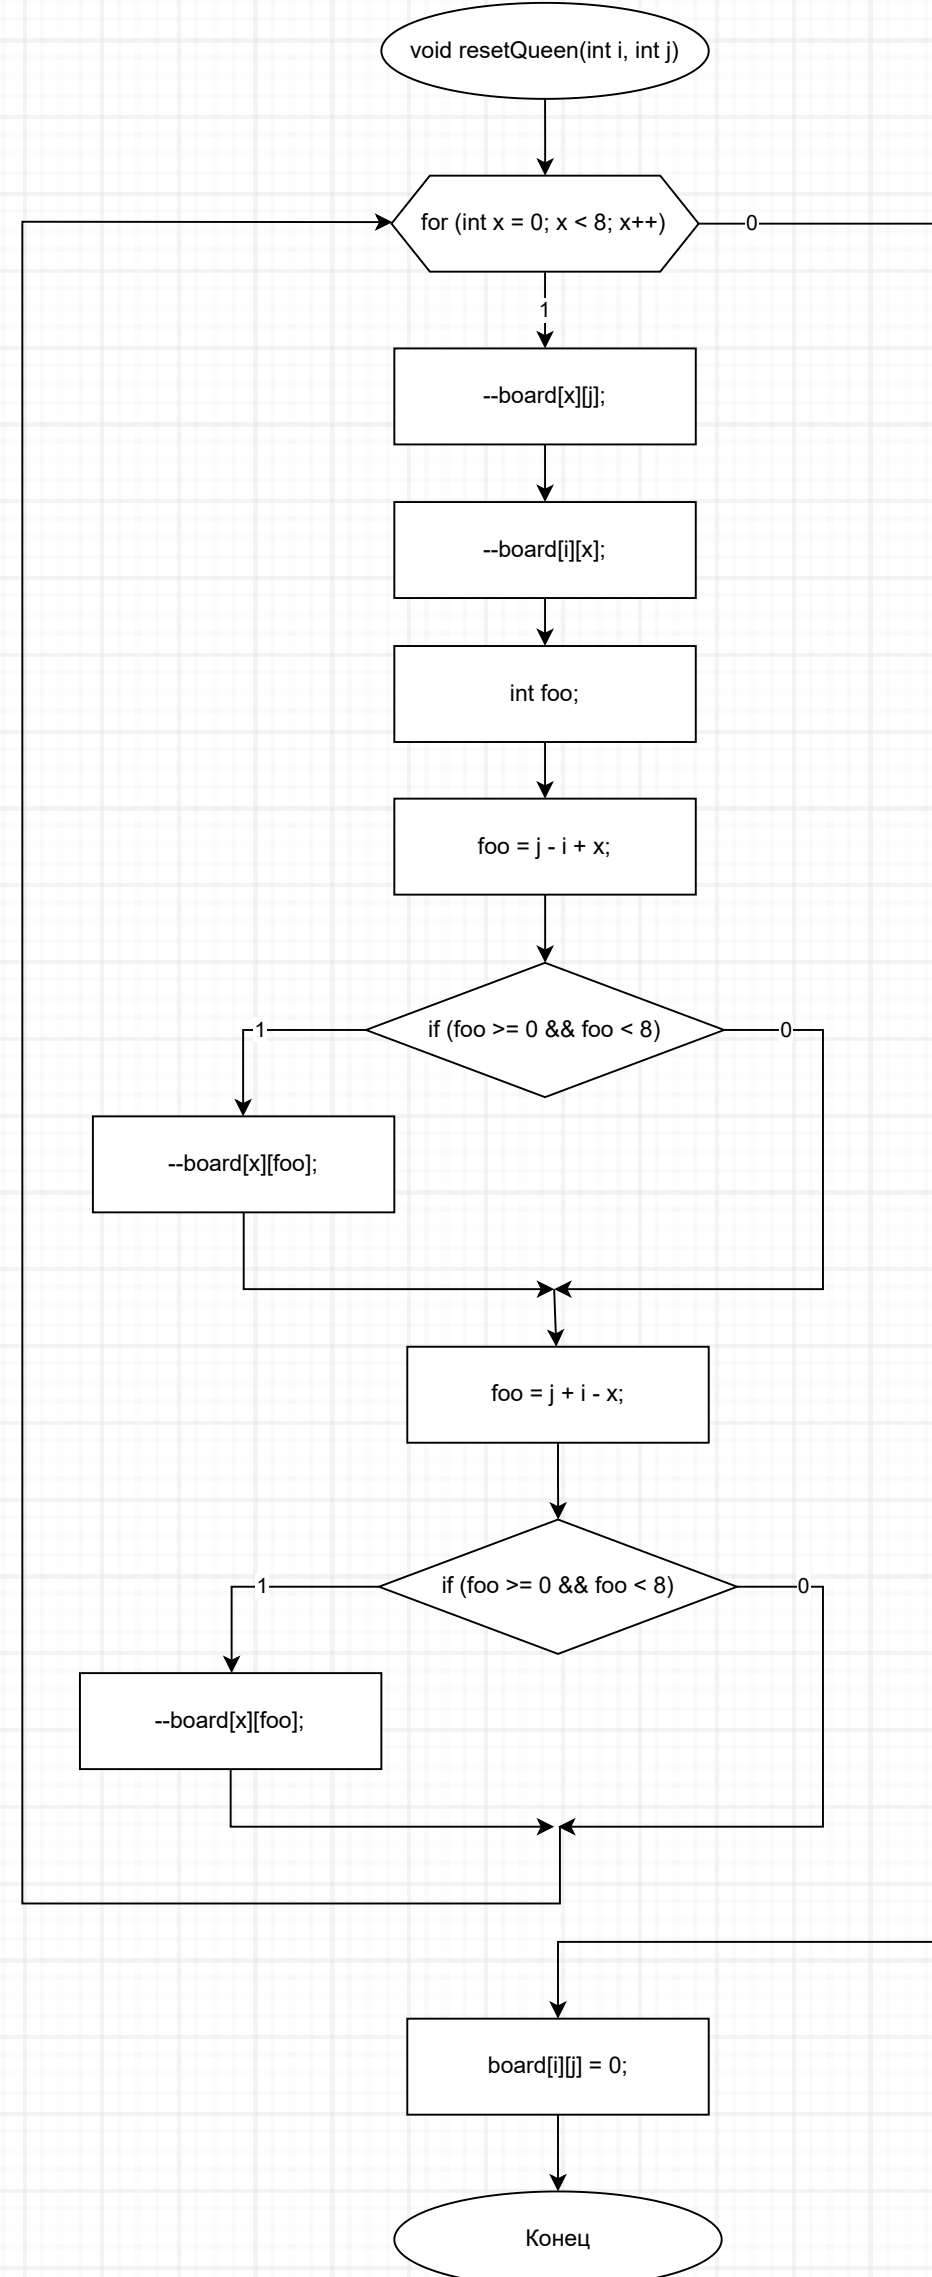 void resetQueen(int i, int j)
for (int x = 0; x < 8; x++)
0
1
--board[x][j];
--board[i][x];
int foo;
foo = j - i + x;
if (foo >= 0 && foo < 8)
1
0
--board[x][foo];
foo = j + i - x;
if (foo >= 0 && foo < 8)
1
0
--board[x][foo];
board[i][j] = 0;
Конец